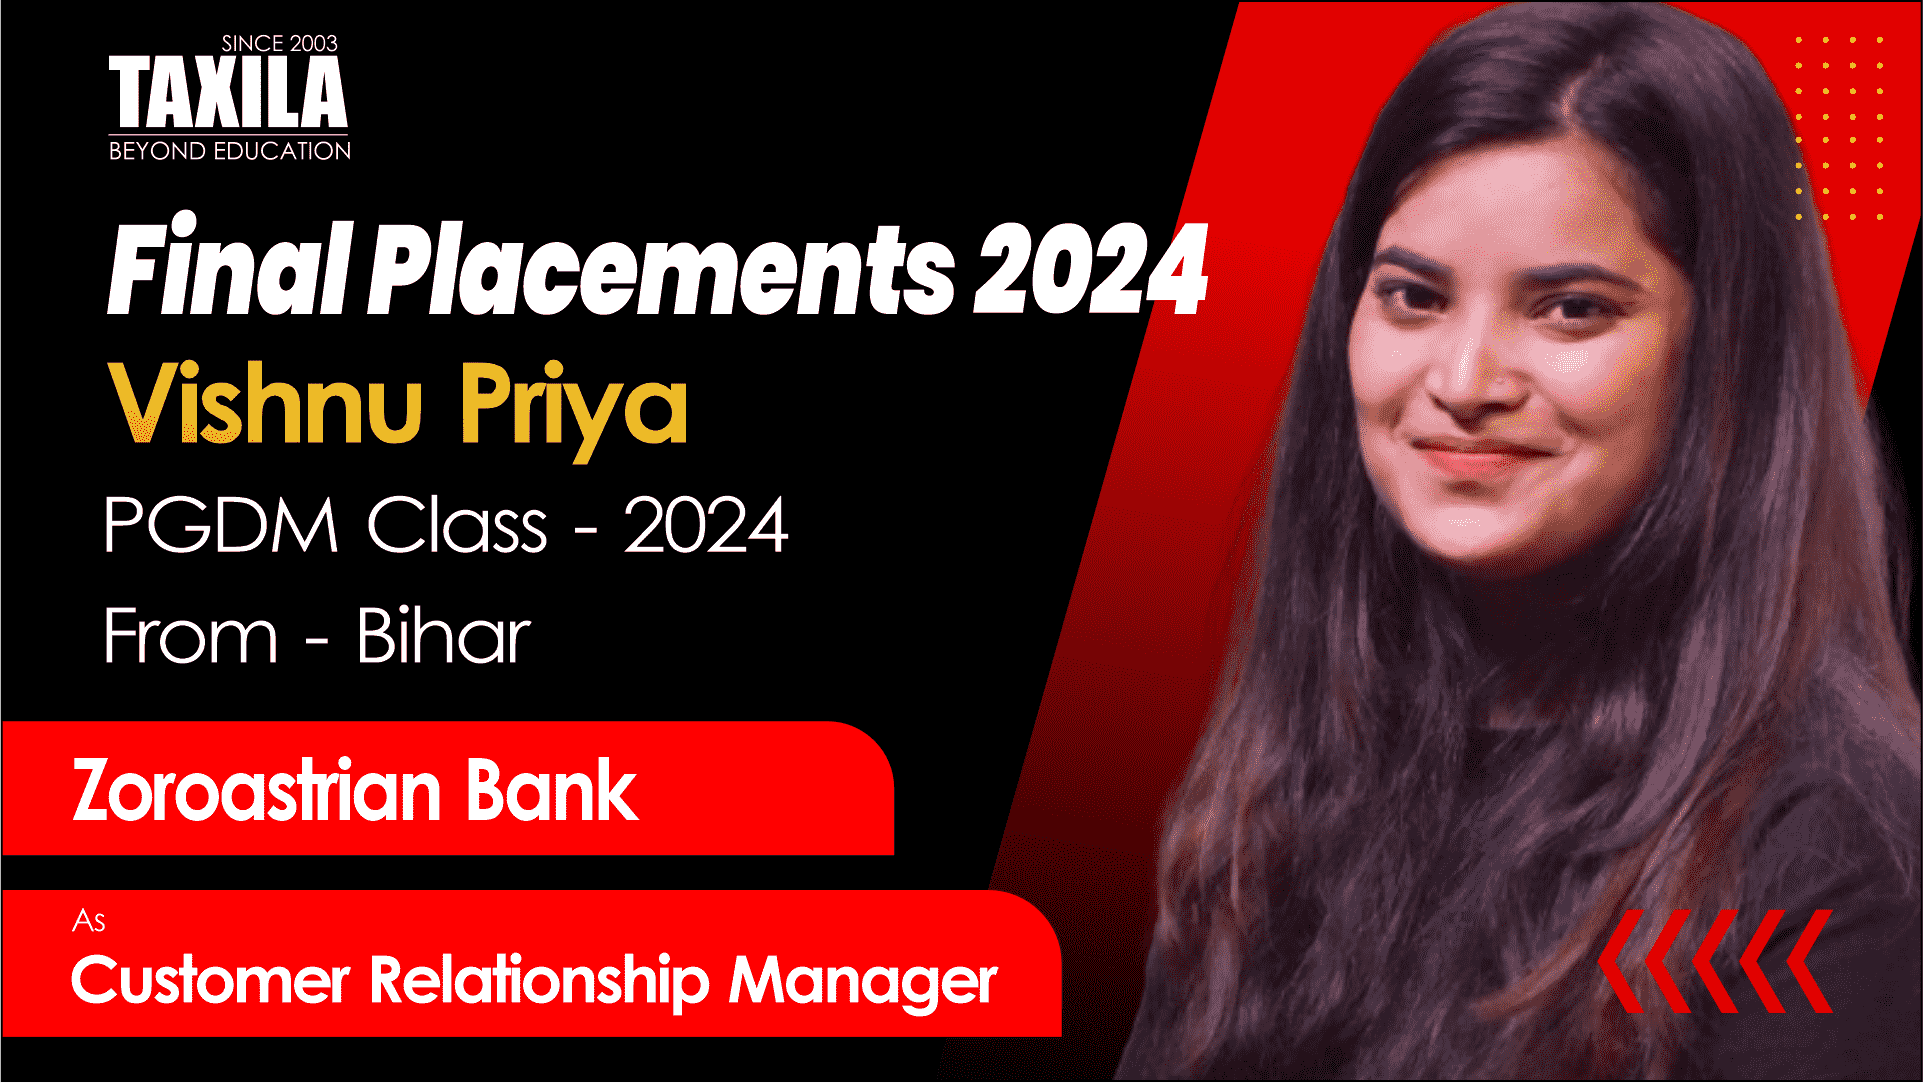 SINCE 2003
TAXILA
BEYOND EDUCATION
Final Placements 2024
Vishnu Priya
PGDM Class - 2024
From - Bihar
Zoroastrian Bank
As
Customer Relationship Manager